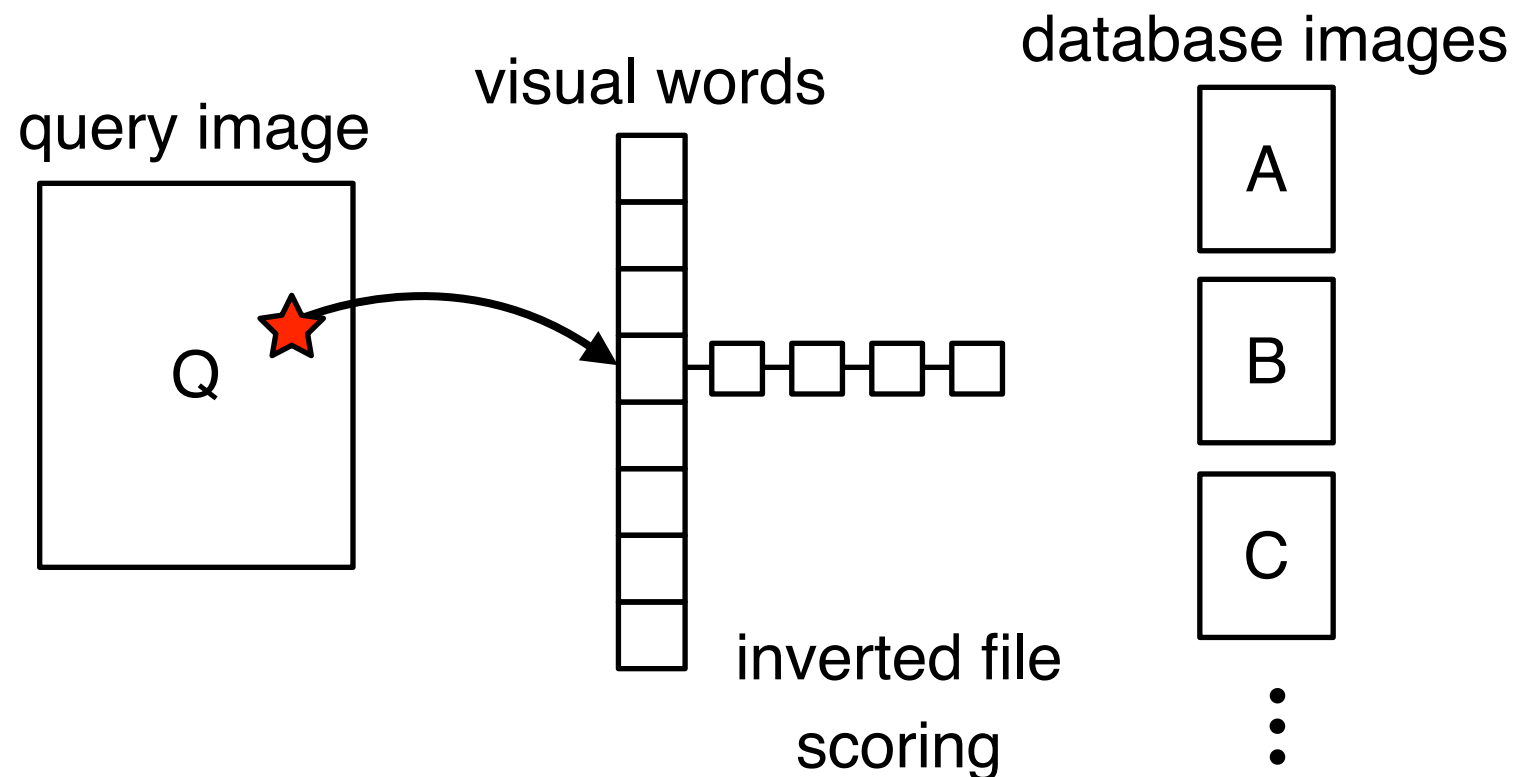 query image
Q
visual words
inverted file
scoring
database images
A
B
C